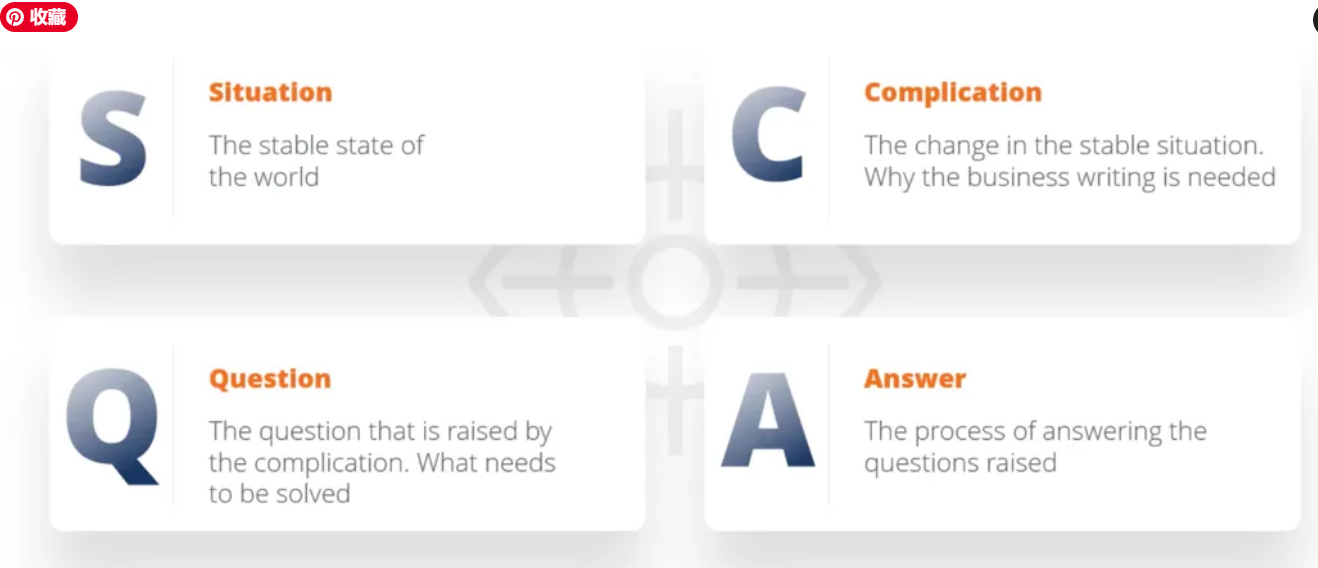 收藏
S
Situation
The stable state of
the world
C
Complication
The change in the stable situation.
Why the business writing is needed
Q
Question
The question that is raised by
the complication. What needs
to be solved
A
Answer
The process of answering the
questions raised